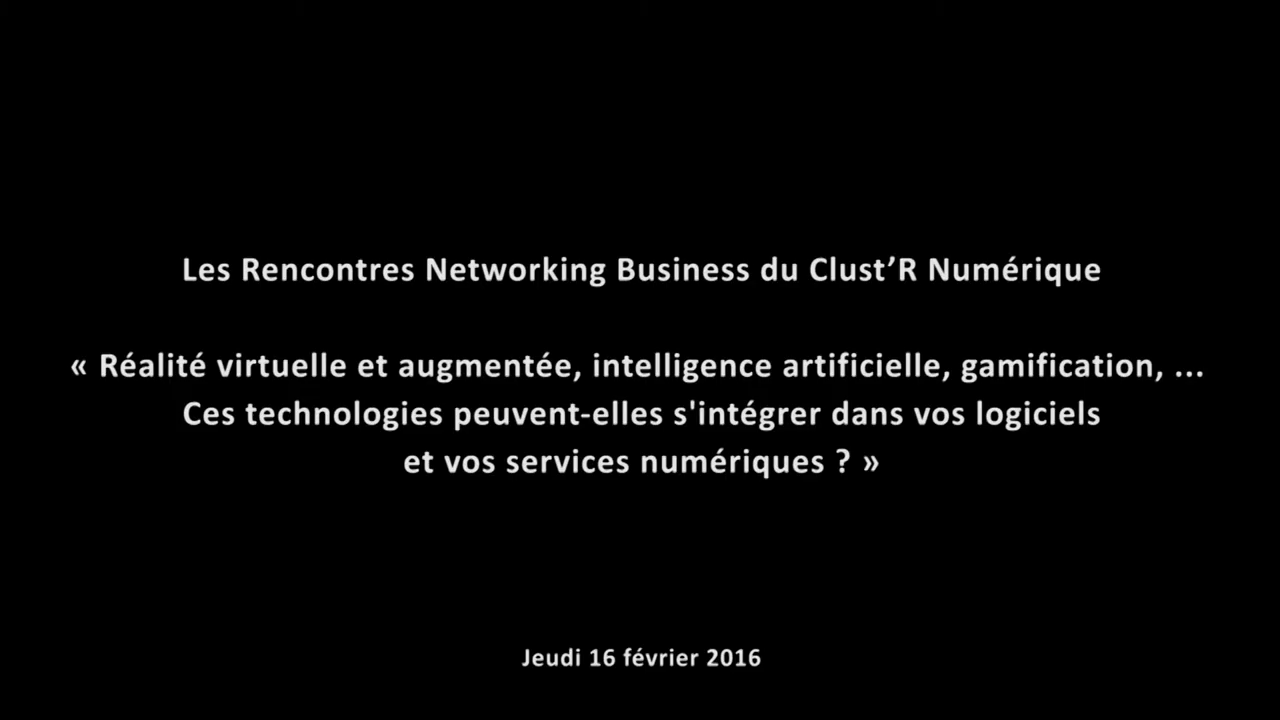 Les Rencontres Networking Business du Clust’R Numérique
« Réalité virtuelle et augmentée, intelligence artificielle, gamification, ...
Ces technologies peuvent-elles s'intégrer dans vos logiciels
et vos services numériques ? »
Jeudi 16 février 2016